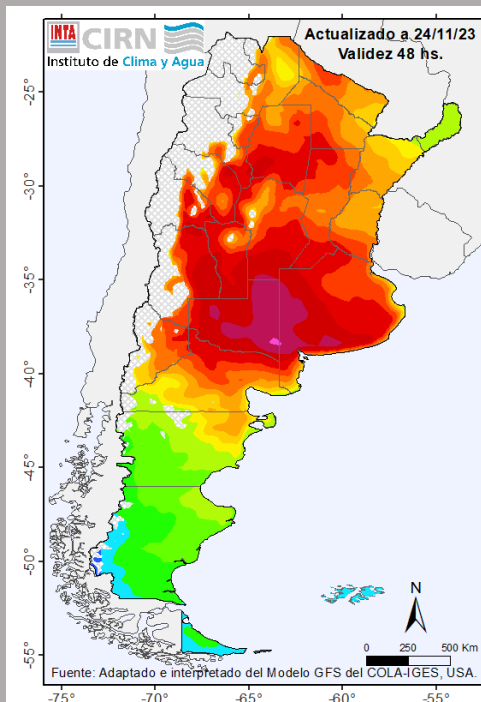 INTA CIRN
Instituto de Clima y Agua
Actualizado a 24/11/23
Validez 48 hs.
-25°
-30°
-35°
-40°
-45°
-50°
-55°
N
0 250 500 Km
Fuente: Adaptado e interpretado del Modelo GFS del COLA-IGES, USA.
-75° -70° -65° -60° -55°